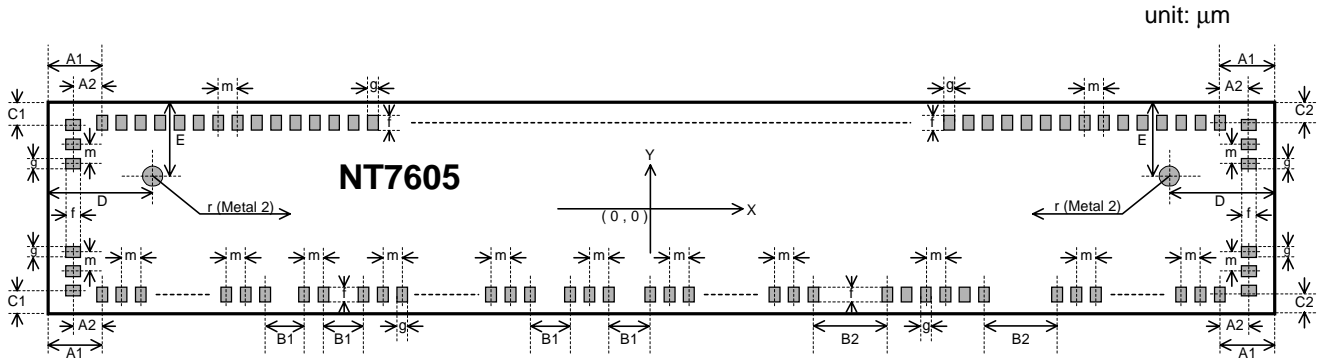 unit: μm
A1 A1
A2 m g g m A2
C1 C2
f f
E E
m m
g Y g
NT7605
D D
f r (Metal 2) (0,0) X r (Metal 2) f
g m m m m m m m m m m m g
m m
C1 f f C2
A2 g g A2
A1 B1 B1 B1 B1 B2 B2 A1